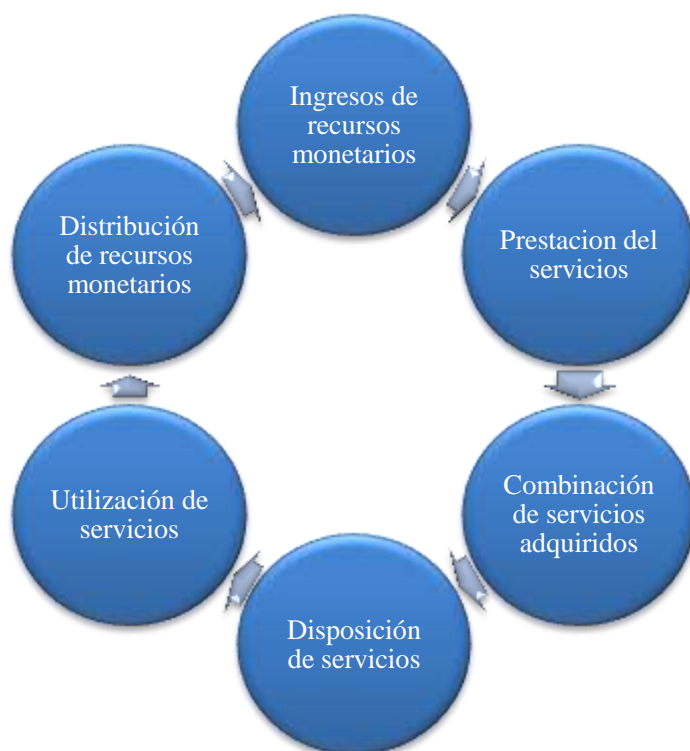 Ingresos de
recursos
monetarios
Prestacion del
servicios
Combinación
de servicios
adquiridos
Disposición
de servicios
Utilización de
servicios
Distribución
de recursos
monetarios